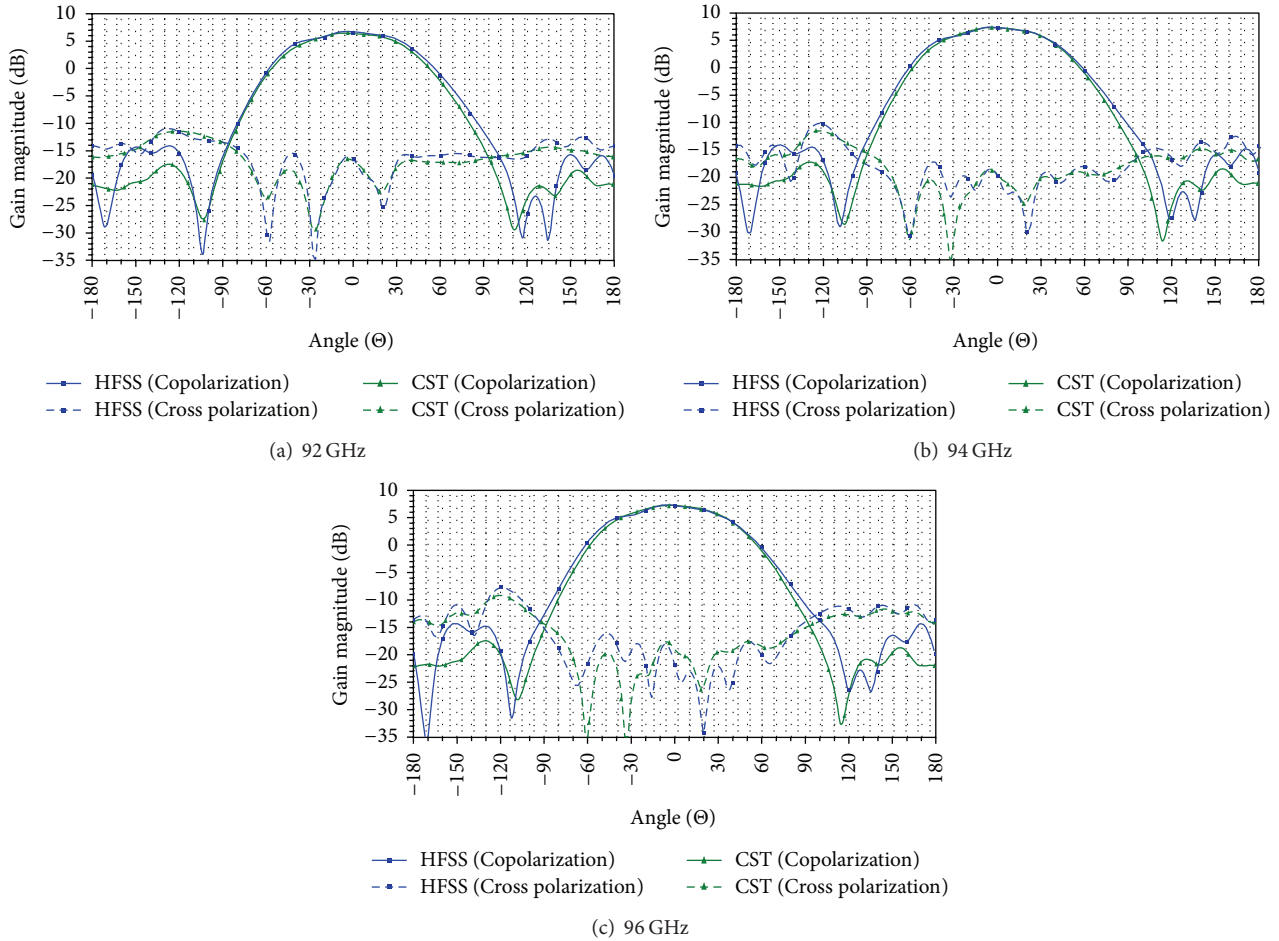 10
5
0
−5
−10
−15
−20
−25
−30
−35
Gain magnitude (dB)
−180 −150 −120 −90 −60 −30 0 30 60 90 120 150 180
Angle (Θ)
HFSS (Copolarization) CST (Copolarization)
HFSS (Cross polarization) CST (Cross polarization)
(a) 92 GHz
10
5
0
−5
−10
−15
−20
−25
−30
−35
Gain magnitude (dB)
−180 −150 −120 −90 −60 −30 0 30 60 90 120 150 180
Angle (Θ)
HFSS (Copolarization) CST (Copolarization)
HFSS (Cross polarization) CST (Cross polarization)
(b) 94 GHz
10
5
0
−5
−10
−15
−20
−25
−30
−35
Gain magnitude (dB)
−180 −150 −120 −90 −60 −30 0 30 60 90 120 150 180
Angle (Θ)
HFSS (Copolarization) CST (Copolarization)
HFSS (Cross polarization) CST (Cross polarization)
(c) 96 GHz